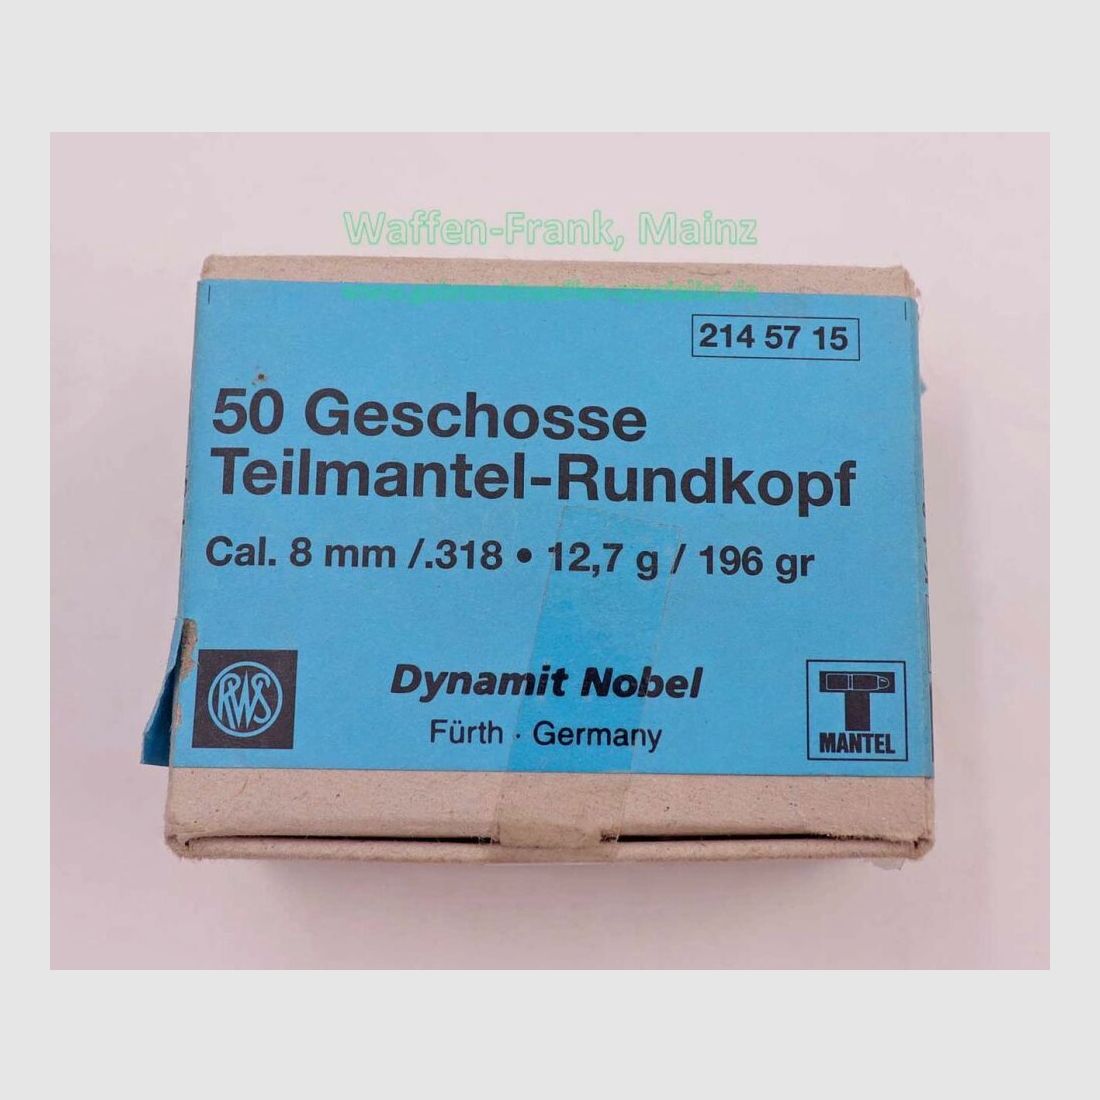 Waffen-Frank, Mainz
214 57 15
50 Geschosse
Teilmantel-Rundkopf
Cal. 8 mm /.318 • 12,7 g / 196 gr
RWS
Dynamit Nobel
Fürth · Germany
T
MANTEL